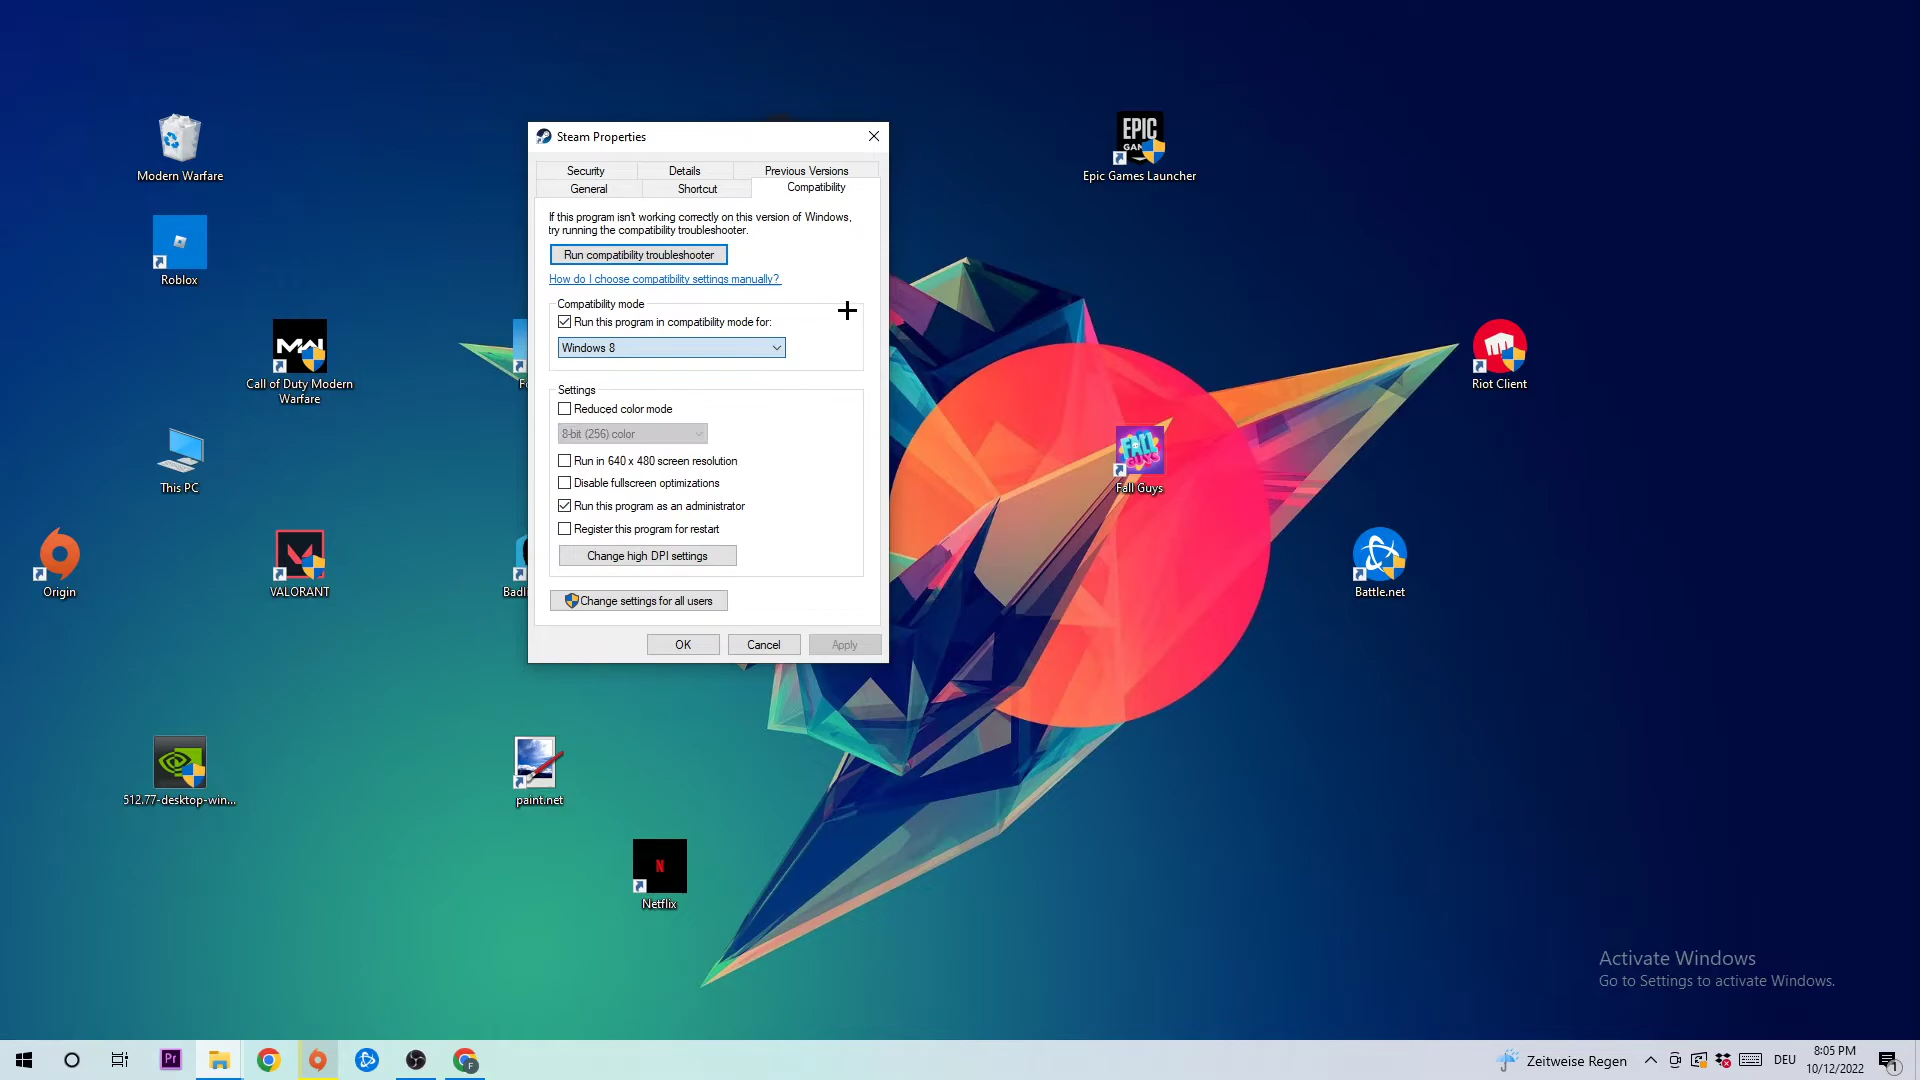 Modern Warfare
Roblox
Call of Duty Modern
Warfare
This PC
Origin
VALORANT
512.77-desktop-win...
paint.net
Netflix
Badli
Steam Properties
Security
Details
Previous Versions
General
Shortcut
Compatibility
If this program isn't working correctly on this version of Windows,
try running the compatibility troubleshooter.
Run compatibility troubleshooter
How do I choose compatibility settings manually?
Compatibility mode
Run this program in compatibility mode for:
Windows 8
Settings
Reduced color mode
8-bit (256) color
Run in 640 x 480 screen resolution
Disable fullscreen optimizations
Run this program as an administrator
Register this program for restart
Change high DPI settings
Change settings for all users
OK
Cancel
Apply
EPIC
Epic Games Launcher
Riot Client
FALL
Fall Guys
Battle.net
Activate Windows
Go to Settings to activate Windows.
Pr
F
Zeitweise Regen
DEU
8:05 PM
10/12/2022
1